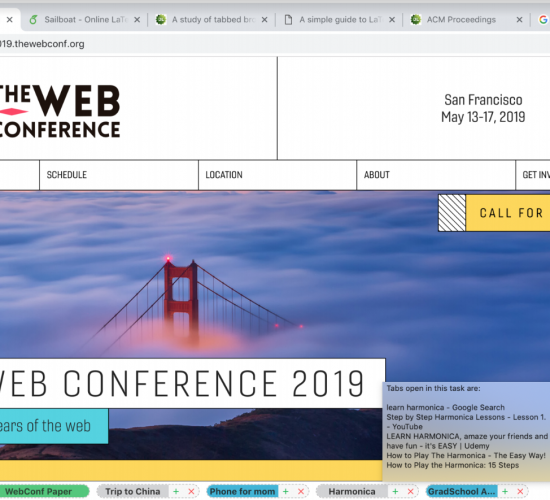 Sailboat - Online LaT
A study of tabbed bro
A simple guide to LaT
ACM Proceedings
019.thewebconf.org
THE WEB
CONFERENCE
San Francisco
May 13-17, 2019
SCHEDULE
LOCATION
ABOUT
GET INV
CALL FOR
WEB CONFERENCE 2019
ears of the web
Tabs open in this task are:
learn harmonica - Google Search
Step by Step Harmonica Lessons - Lesson 1.
- YouTube
LEARN HARMONICA, amaze your friends and
have fun - it's EASY | Udemy
How to Play The Harmonica - The Easy Way!
How to Play the Harmonica: 15 Steps
WebConf Paper
Trip to China
Phone for mom
Harmonica
GradSchool A...